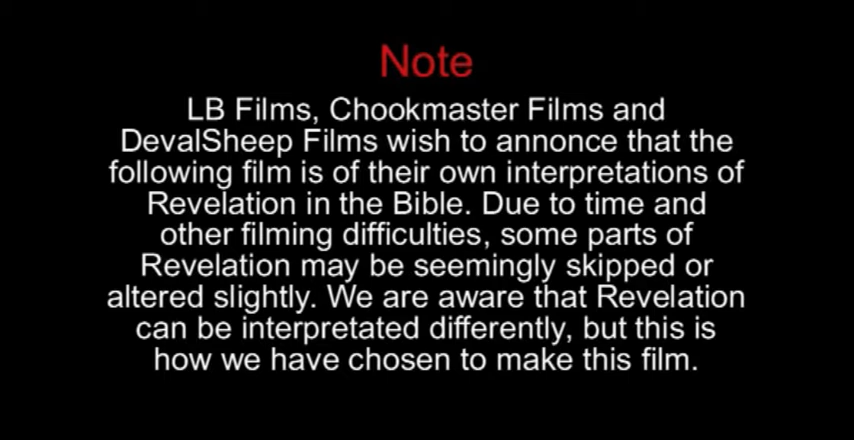 Note
LB Films, Chookmaster Films and
DevalSheep Films wish to annonce that the
following film is of their own interpretations of
Revelation in the Bible. Due to time and
other filming difficulties, some parts of
Revelation may be seemingly skipped or
altered slightly. We are aware that Revelation
can be interpretated differently, but this is
how we have chosen to make this film.